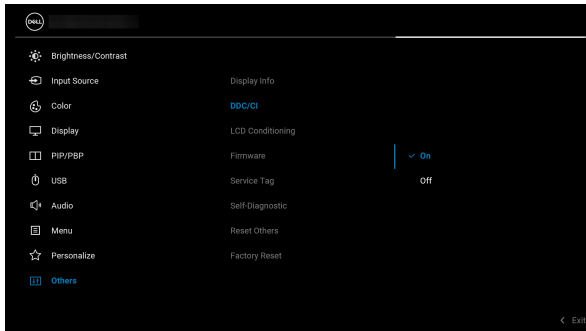 DELL
Brightness/Contrast
Input Source
Display Info
Color
DDC/CI
Display
LCD Conditioning
PIP/PBP
Firmware
On
USB
Service Tag
Off
Audio
Self-Diagnostic
Menu
Reset Others
Personalize
Factory Reset
Others
Exit